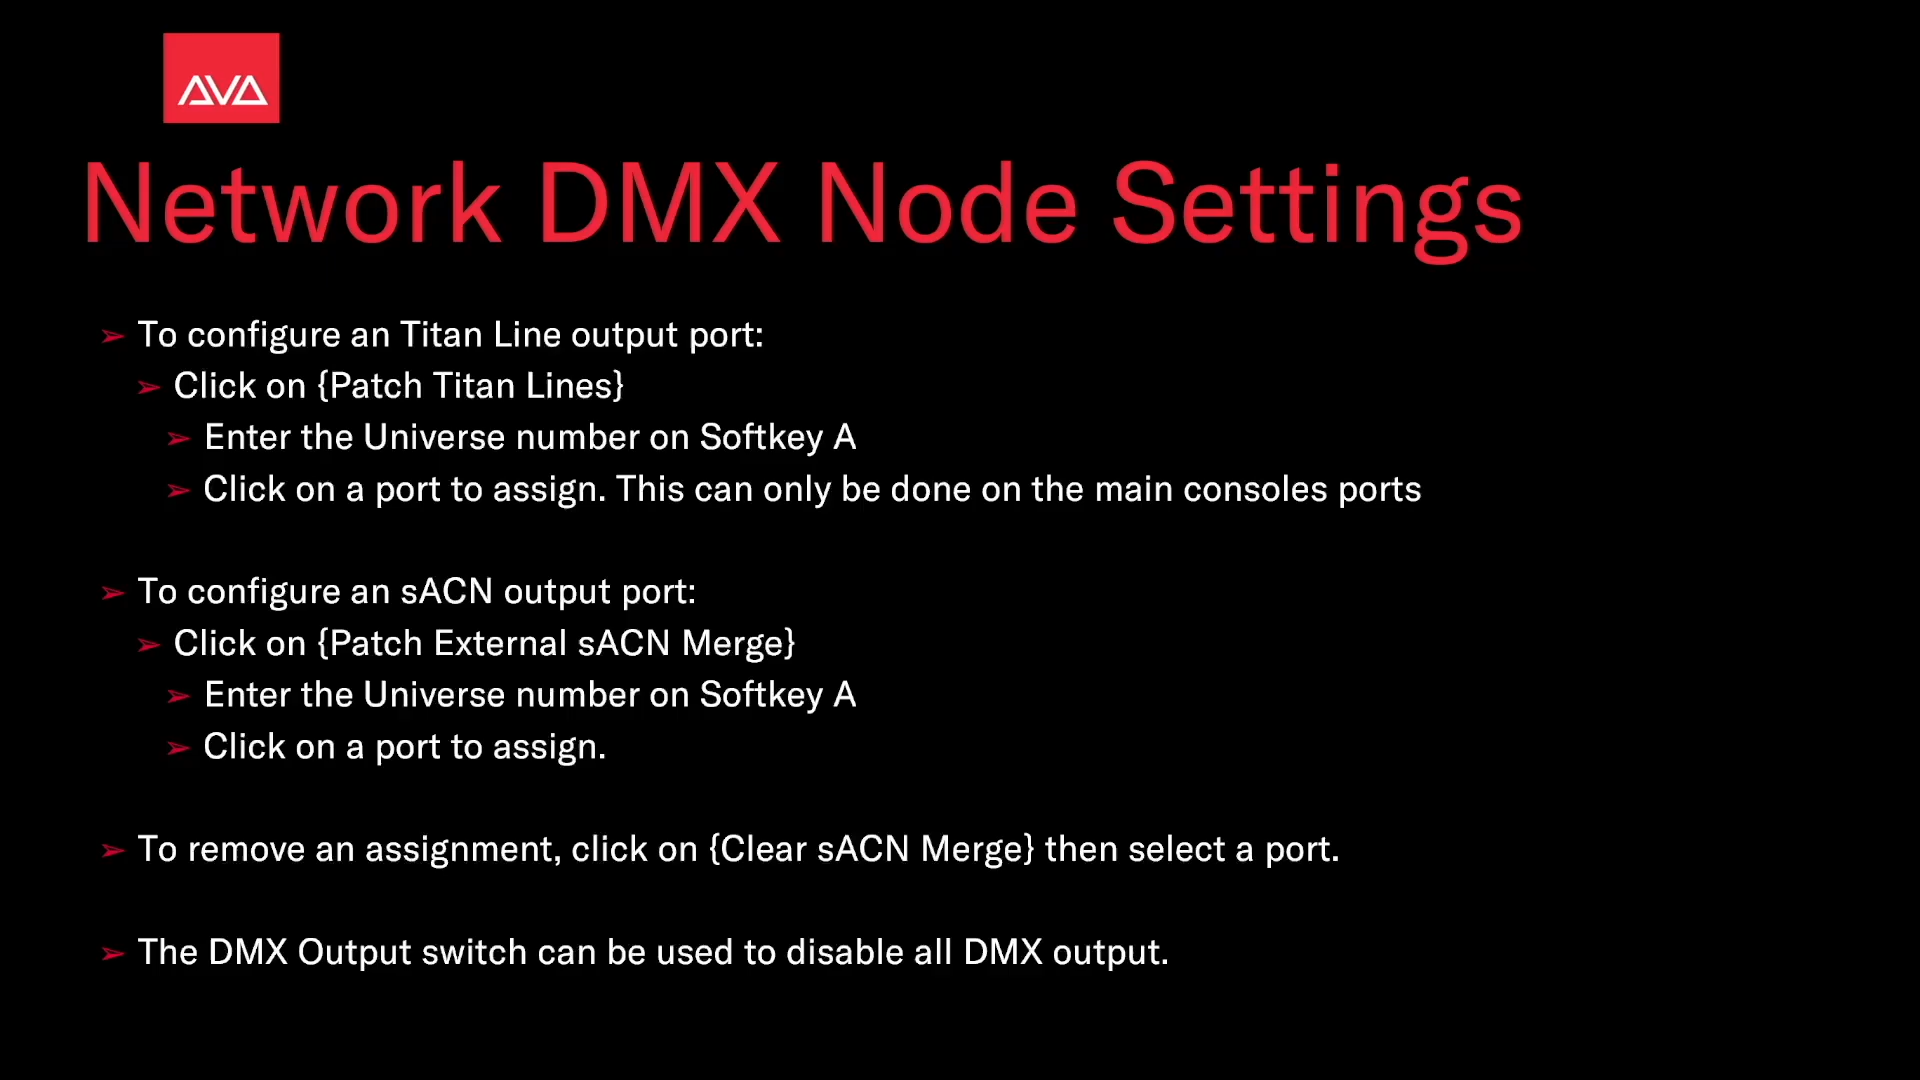 AVA
Network DMX Node Settings
➢ To configure an Titan Line output port:
➢ Click on {Patch Titan Lines}
➢ Enter the Universe number on Softkey A
➢ Click on a port to assign. This can only be done on the main consoles ports
➢ To configure an sACN output port:
➢ Click on {Patch External sACN Merge}
➢ Enter the Universe number on Softkey A
➢ Click on a port to assign.
➢ To remove an assignment, click on {Clear sACN Merge} then select a port.
➢ The DMX Output switch can be used to disable all DMX output.